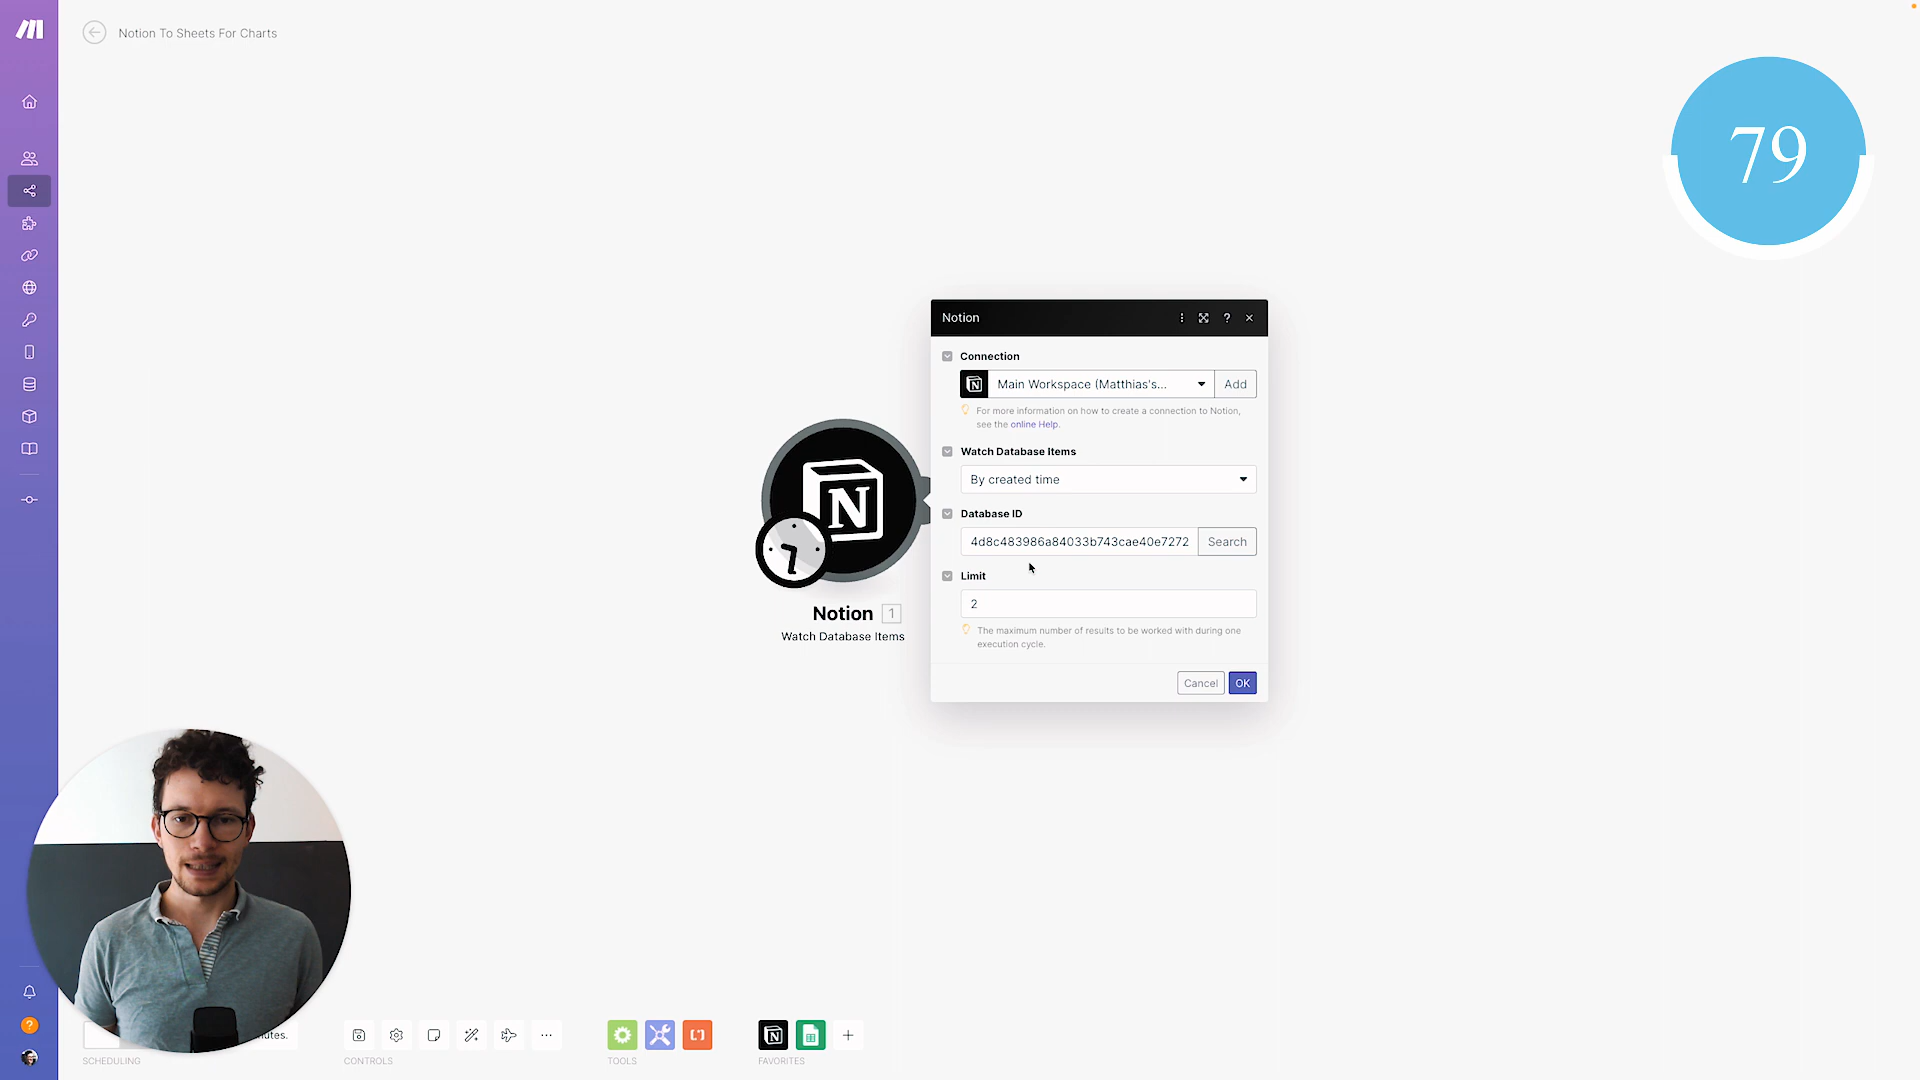 Notion To Sheets For Charts
79
Notion
Connection
Main Workspace (Matthias's...
Add
For more information on how to create a connection to Notion,
see the online Help.
Watch Database Items
By created time
Database ID
4d8c483986a84033b743cae40e7272
Search
Limit
2
The maximum number of results to be worked with during one
execution cycle.
Cancel
OK
N
Notion 1
Watch Database Items
SCHEDULING
CONTROLS
TOOLS
FAVORITES